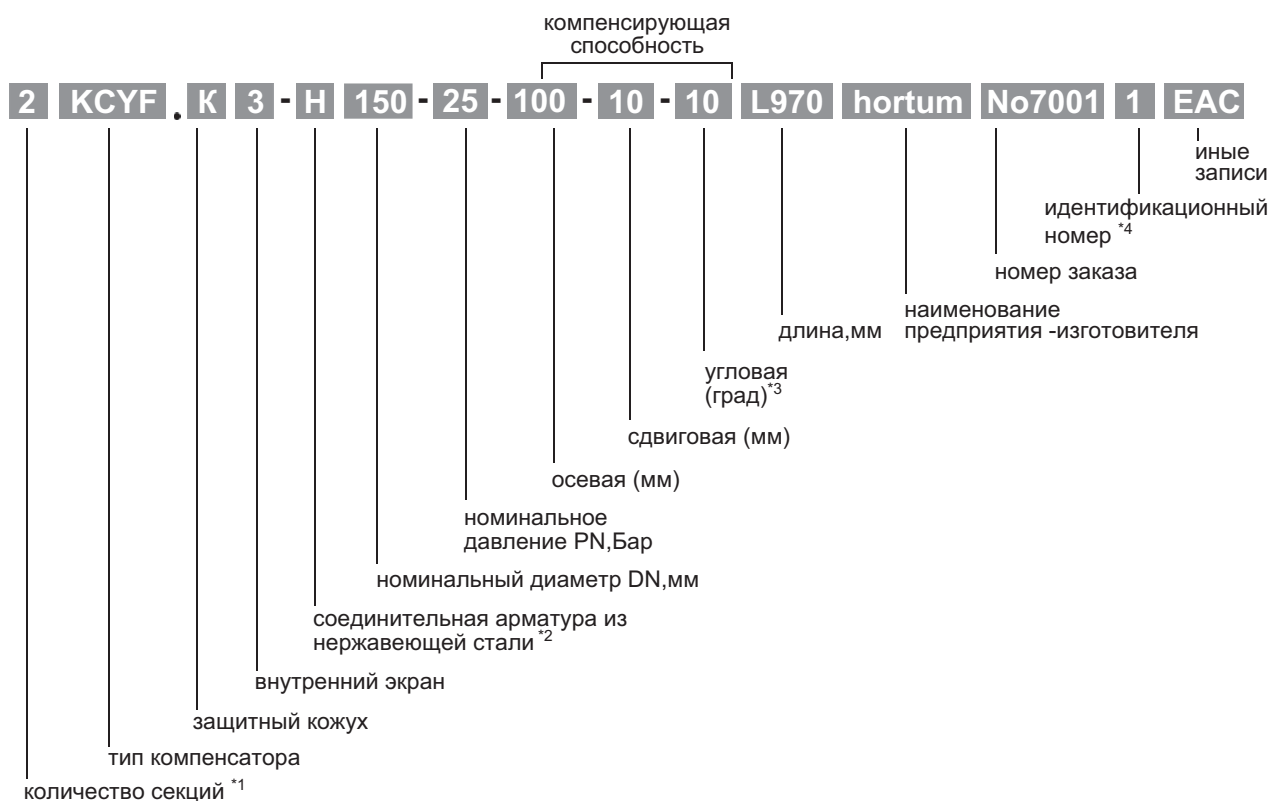 компенсирующая
способность
2 KCYF . К 3 - Н 150 - 25 - 100 - 10 - 10 L970 hortum No7001 1 EAC
иные
записи
идентификационный
номер *4
номер заказа
наименование
предприятия -изготовителя
длина,мм
угловая
(град)*3
сдвиговая (мм)
осевая (мм)
номинальное
давление PN,Бар
номинальный диаметр DN,мм
соединительная арматура из
нержавеющей стали *2
внутренний экран
защитный кожух
тип компенсатора
количество секций *1